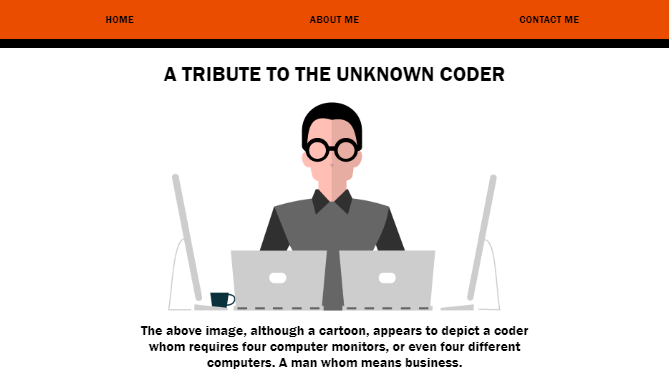 HOME
ABOUT ME
CONTACT ME
A TRIBUTE TO THE UNKNOWN CODER
The above image, although a cartoon, appears to depict a coder
whom requires four computer monitors, or even four different
computers. A man whom means business.